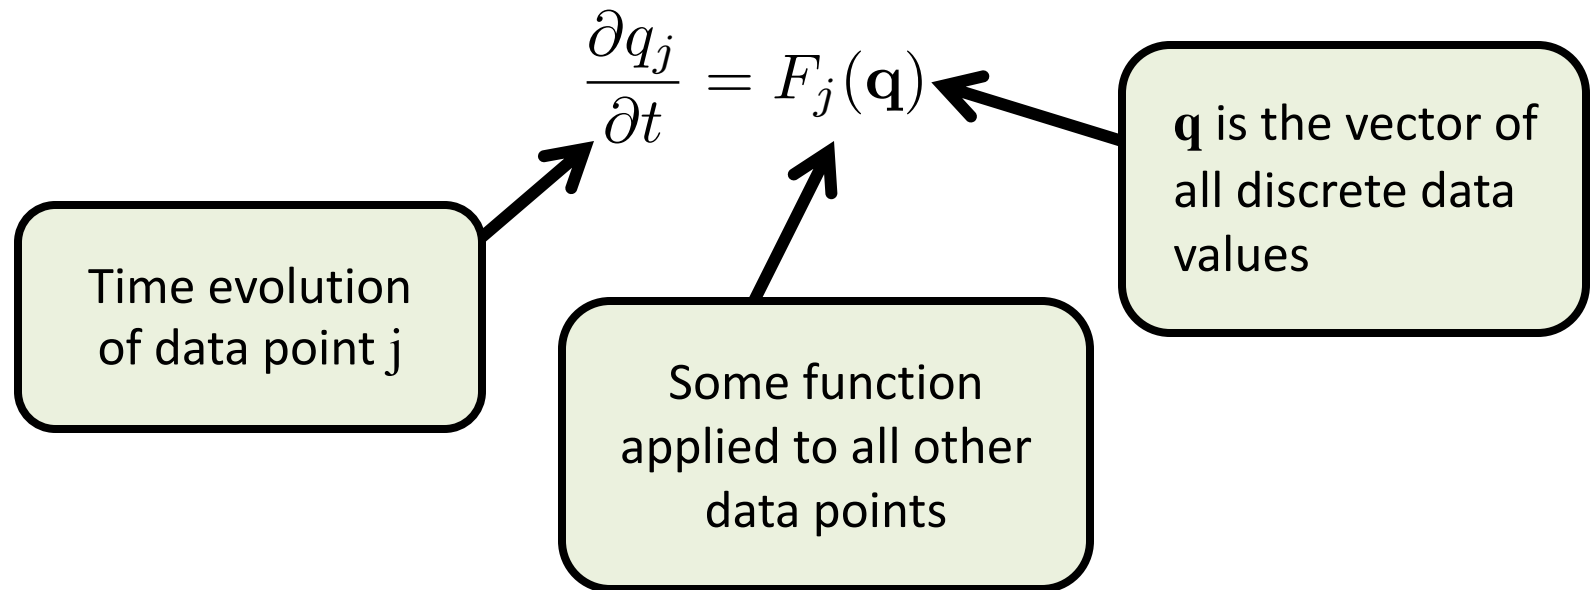 ∂q_j/∂t = F_j(𝐪)
𝐪 is the vector of
all discrete data
values
Time evolution
of data point j
Some function
applied to all other
data points